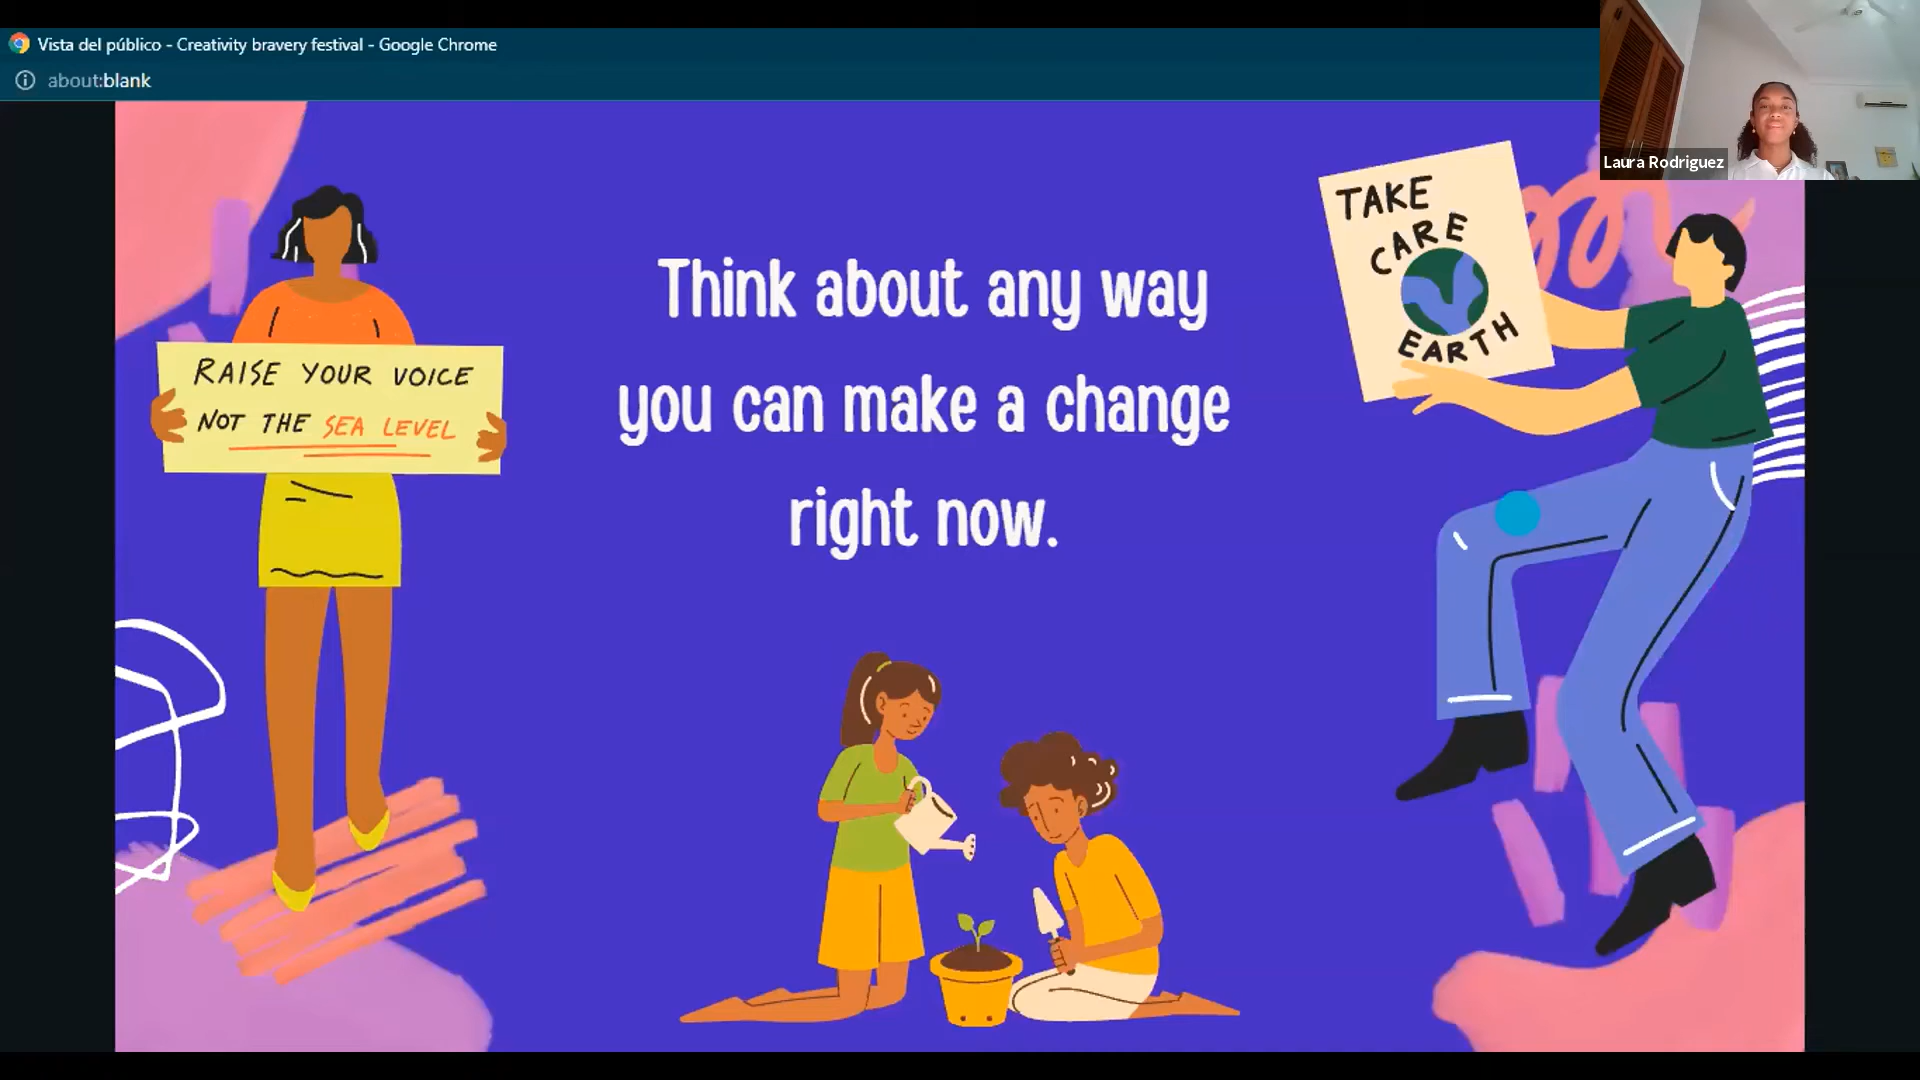 Vista del público - Creativity bravery festival - Google Chrome
about:blank
Laura Rodriguez
RAISE YOUR VOICE
NOT THE SEA LEVEL
Think about any way
you can make a change
right now.
TAKE
CARE
EARTH